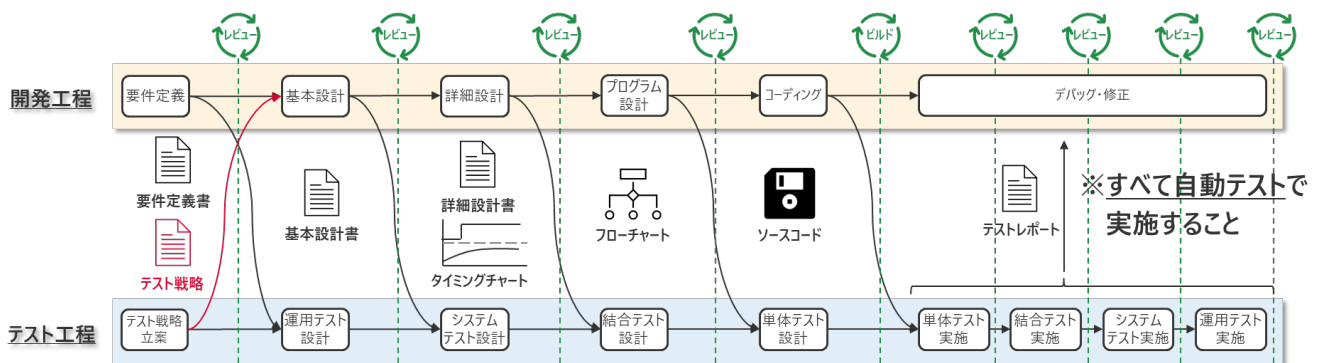 レビュー
レビュー
レビュー
レビュー
ビルド
レビュー
レビュー
レビュー
レビュー
開発工程
要件定義
基本設計
詳細設計
プログラム
設計
コーディング
デバッグ・修正
要件定義書
テスト戦略
基本設計書
詳細設計書
タイミングチャート
フローチャート
ソースコード
テストレポート
※すべて自動テストで
実施すること
テスト工程
テスト戦略
立案
運用テスト
設計
システム
テスト設計
結合テスト
設計
単体テスト
設計
単体テスト
実施
結合テスト
実施
システム
テスト実施
運用テスト
実施